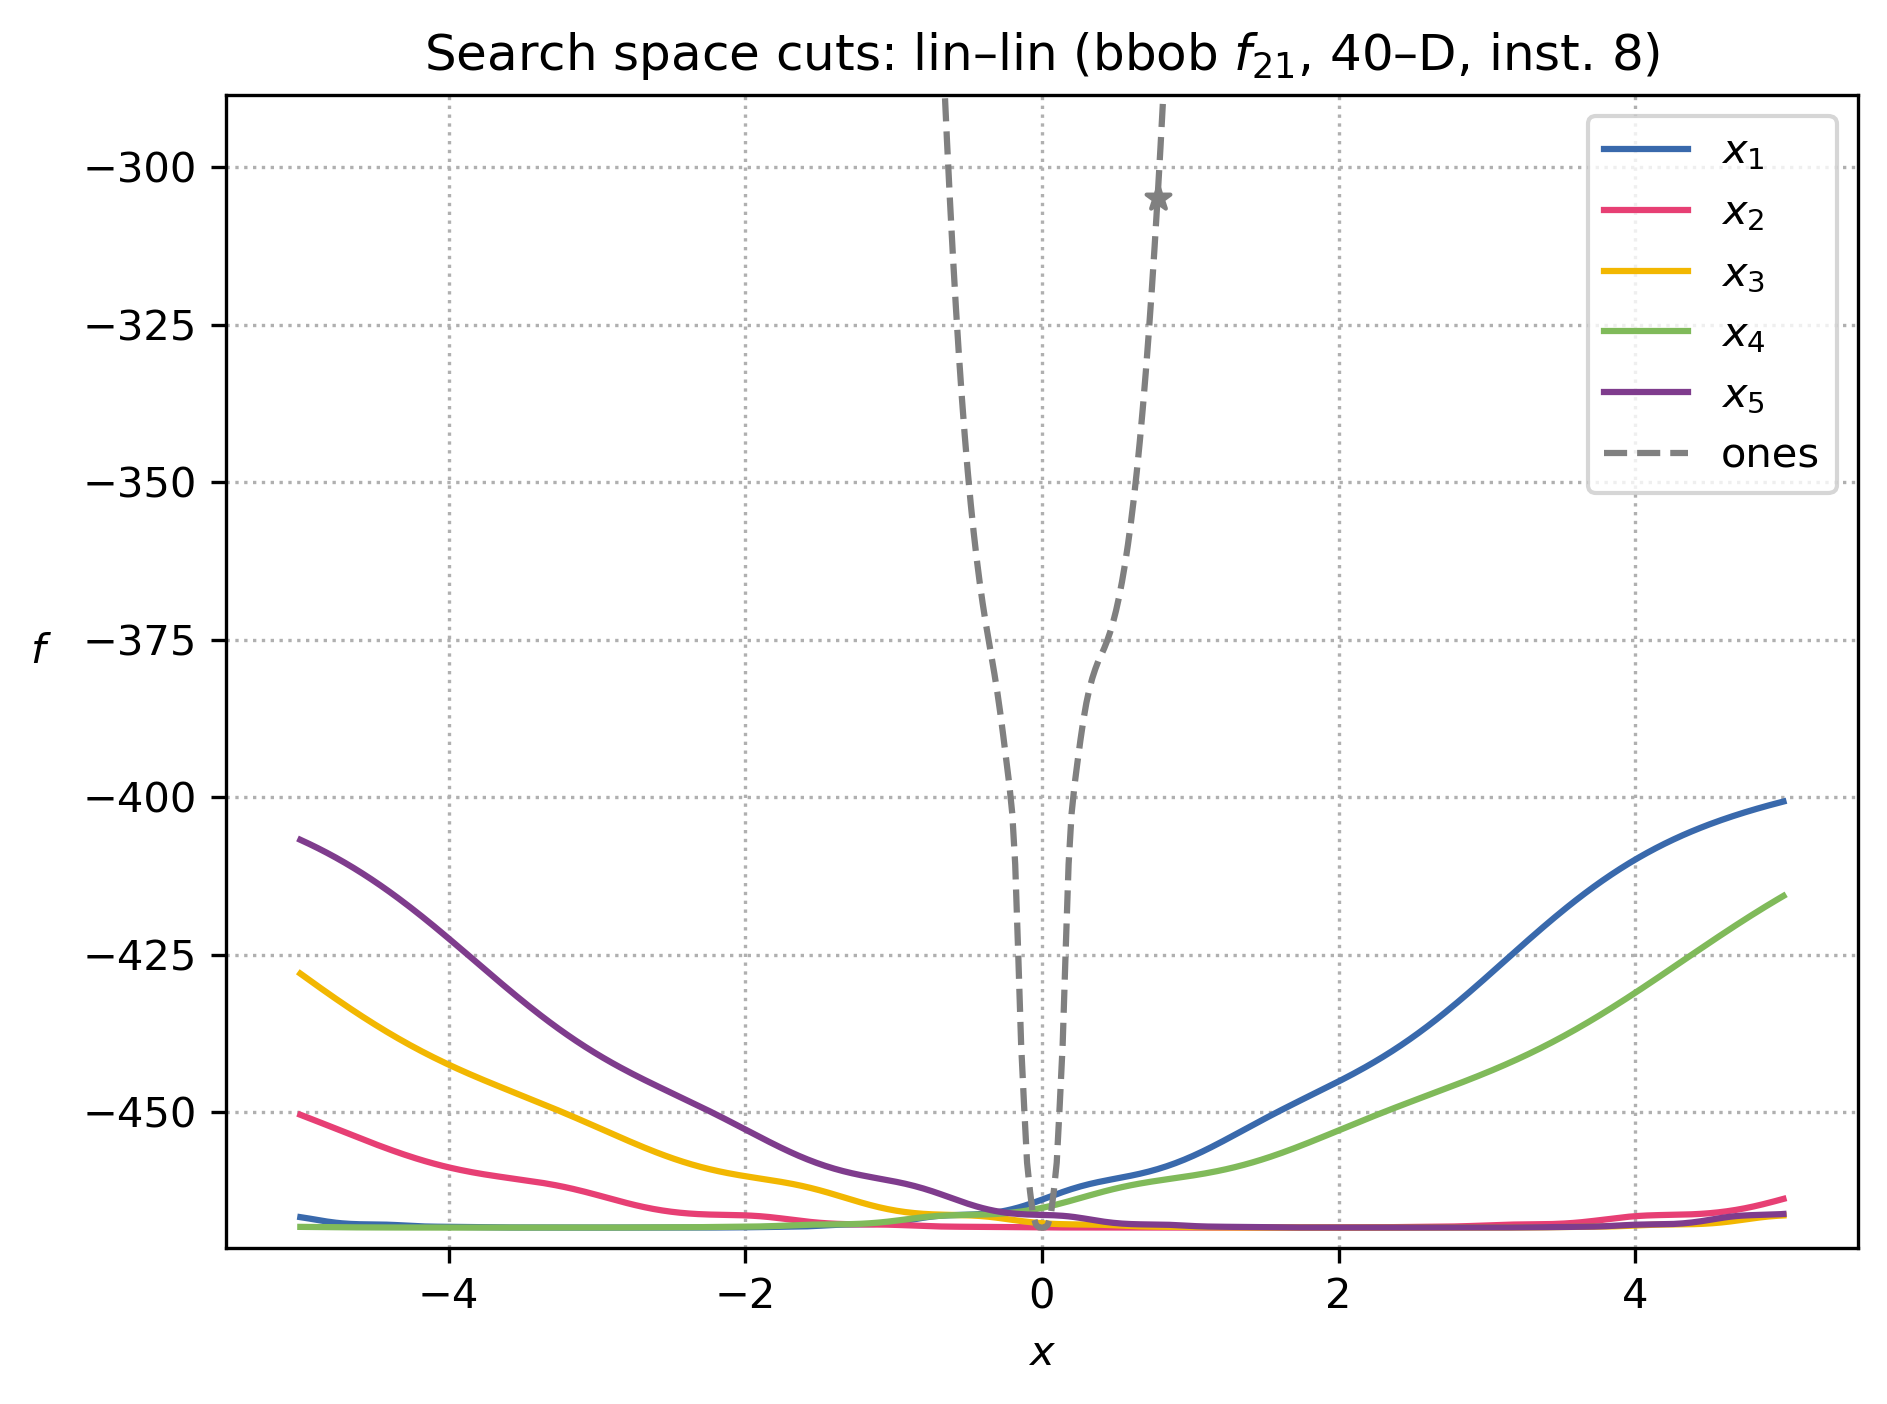 Search space cuts: lin–lin (bbob f₂₁, 40–D, inst. 8)
−300
−325
−350
−375
−400
−425
−450
f
−4
−2
0
2
4
x
x₁
x₂
x₃
x₄
x₅
ones